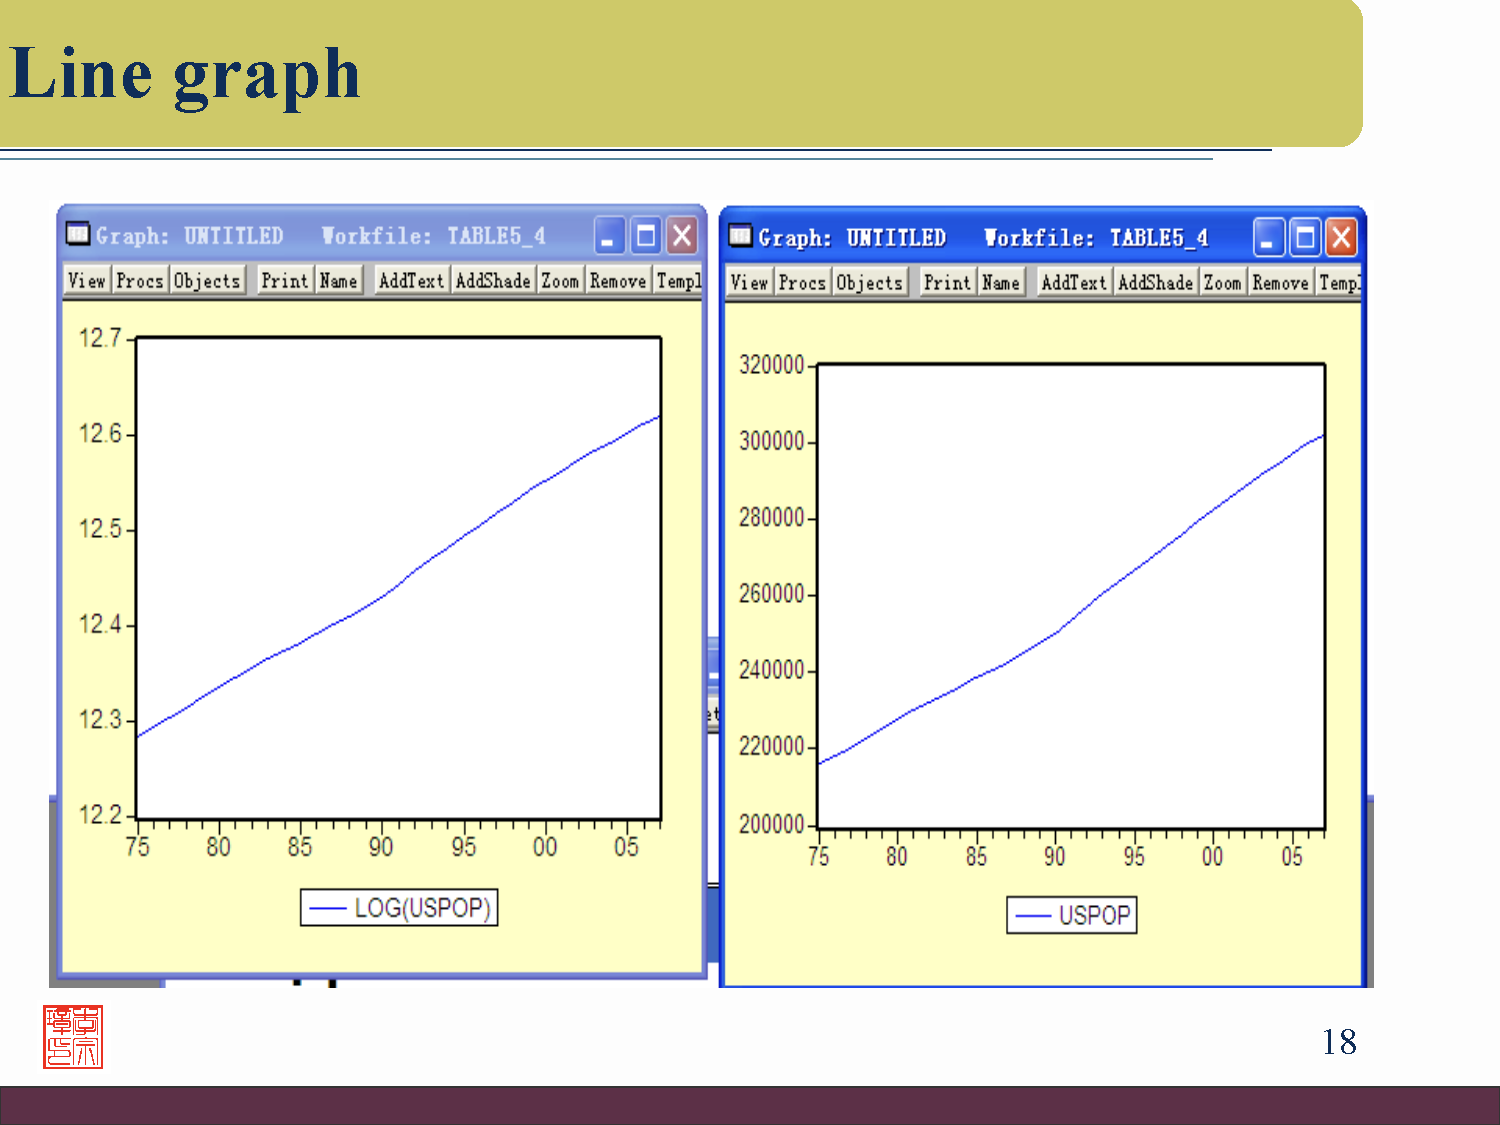 Line graph
Graph: UNTITLED Workfile: TABLE5_4
View Procs Objects Print Name AddText AddShade Zoom Remove Templ
12.7
12.6
12.5
12.4
12.3
12.2
75 80 85 90 95 00 05
LOG(USPOP)
et
Graph: UNTITLED Workfile: TABLE5_4
View Procs Objects Print Name AddText AddShade Zoom Remove Templ
320000
300000
280000
260000
240000
220000
200000
75 80 85 90 95 00 05
USPOP
18